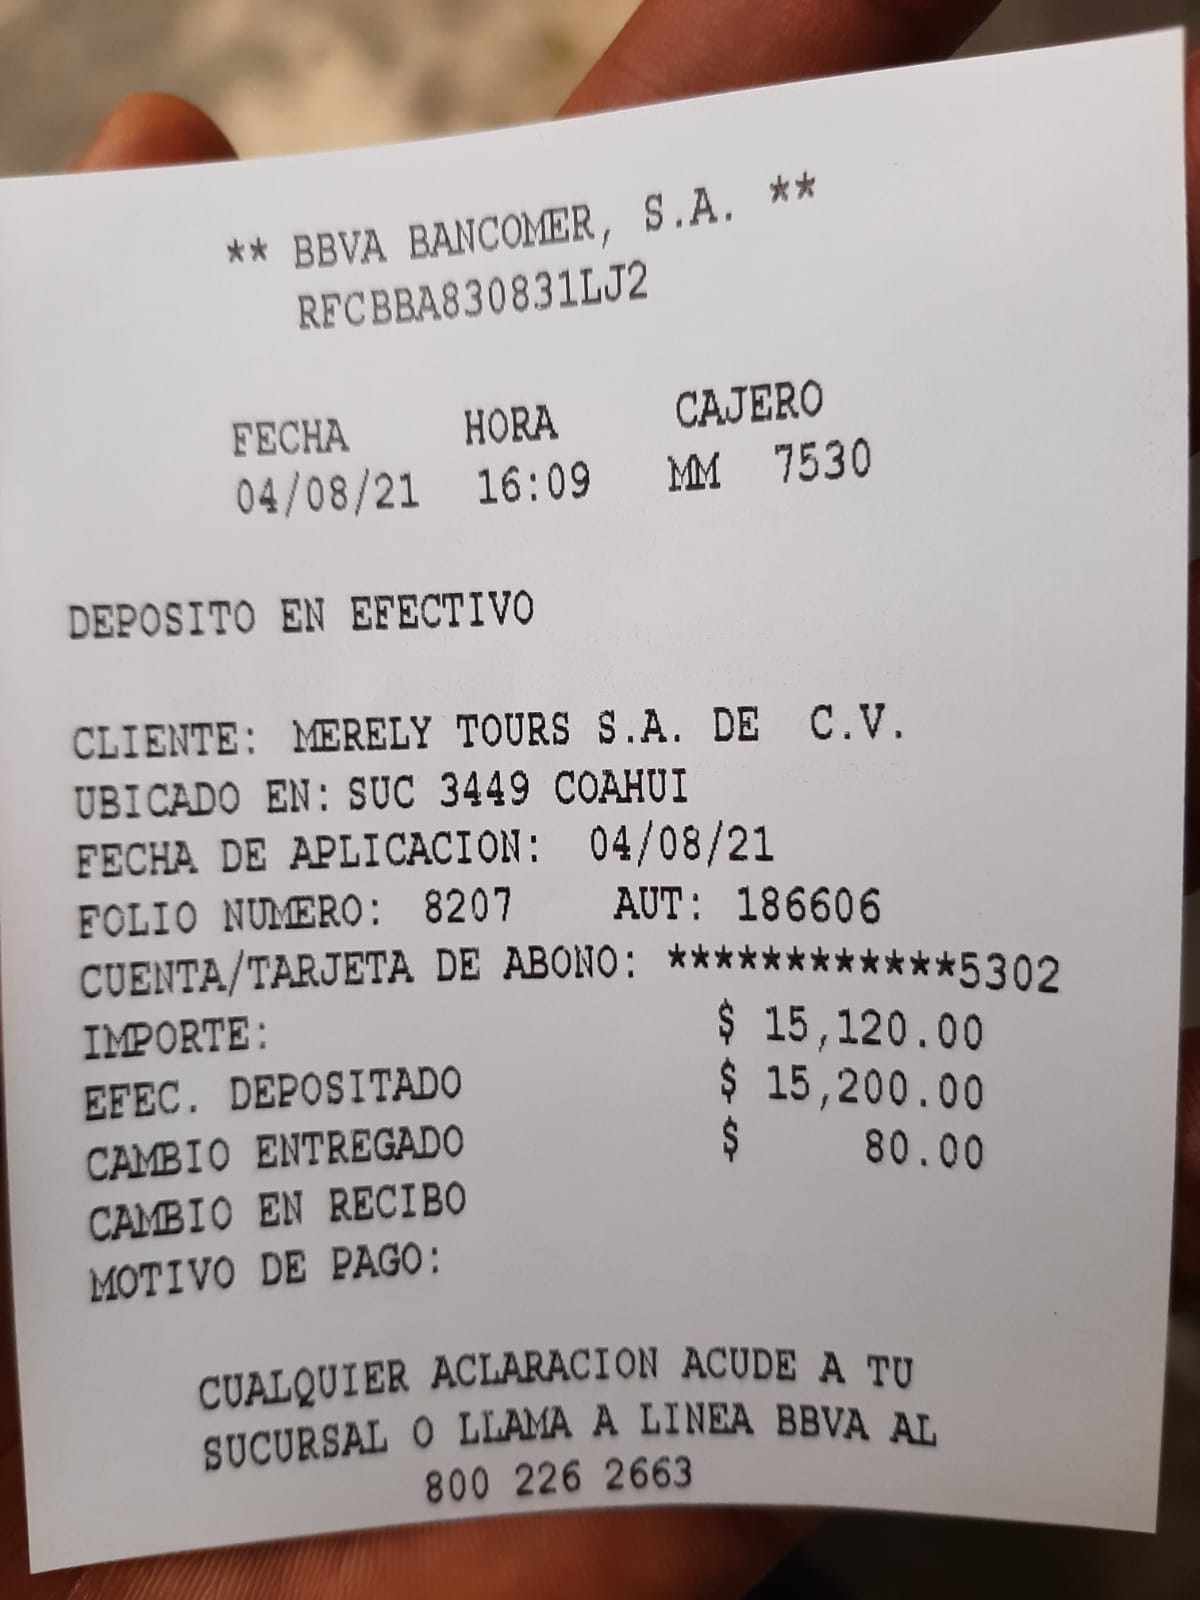 ** BBVA BANCOMER, S.A. **
RFCBBA830831LJ2
FECHA HORA CAJERO
04/08/21 16:09 MM 7530
DEPOSITO EN EFECTIVO
CLIENTE: MERELY TOURS S.A. DE C.V.
UBICADO EN: SUC 3449 COAHUI
FECHA DE APLICACION: 04/08/21
FOLIO NUMERO: 8207 AUT: 186606
CUENTA/TARJETA DE ABONO: ************5302
IMPORTE: $ 15,120.00
EFEC. DEPOSITADO $ 15,200.00
CAMBIO ENTREGADO $ 80.00
CAMBIO EN RECIBO
MOTIVO DE PAGO:
CUALQUIER ACLARACION ACUDE A TU
SUCURSAL O LLAMA A LINEA BBVA AL
800 226 2663